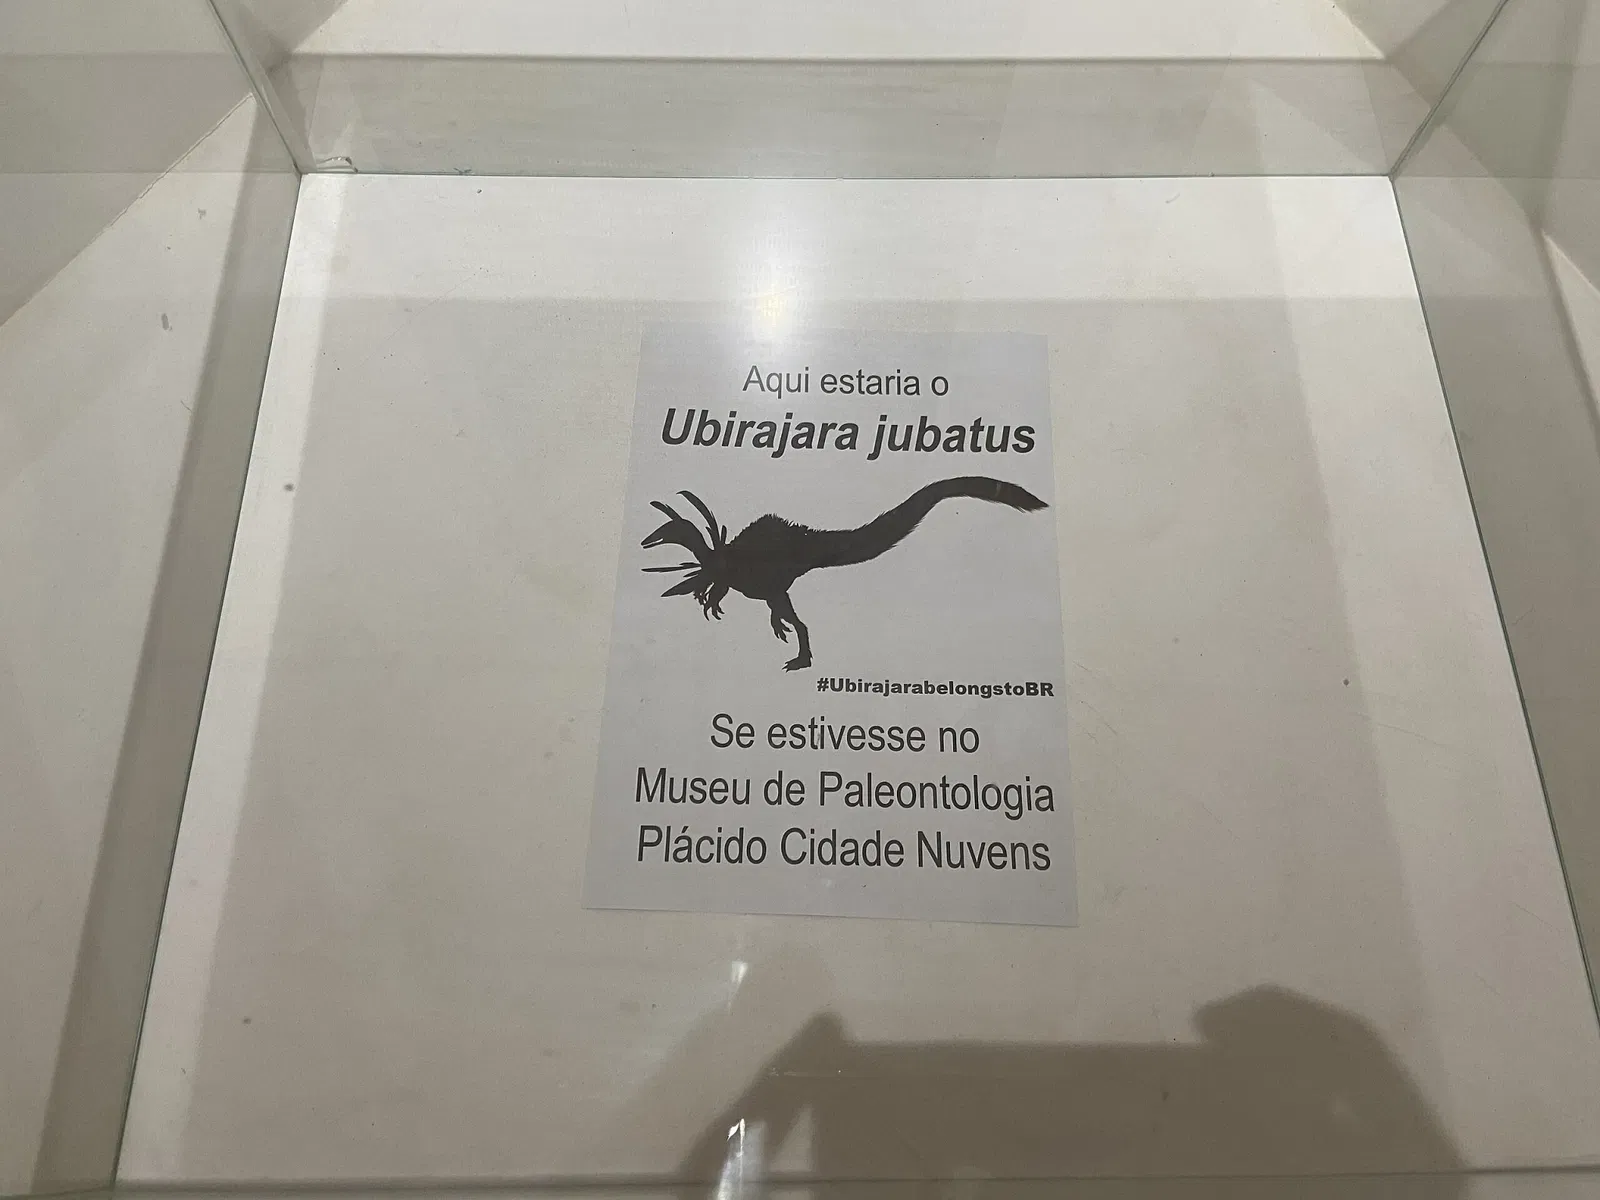 Aqui estaria o
Ubirajara jubatus
#UbirajarabelongstoBR
Se estivesse no
Museu de Paleontologia
Plácido Cidade Nuvens